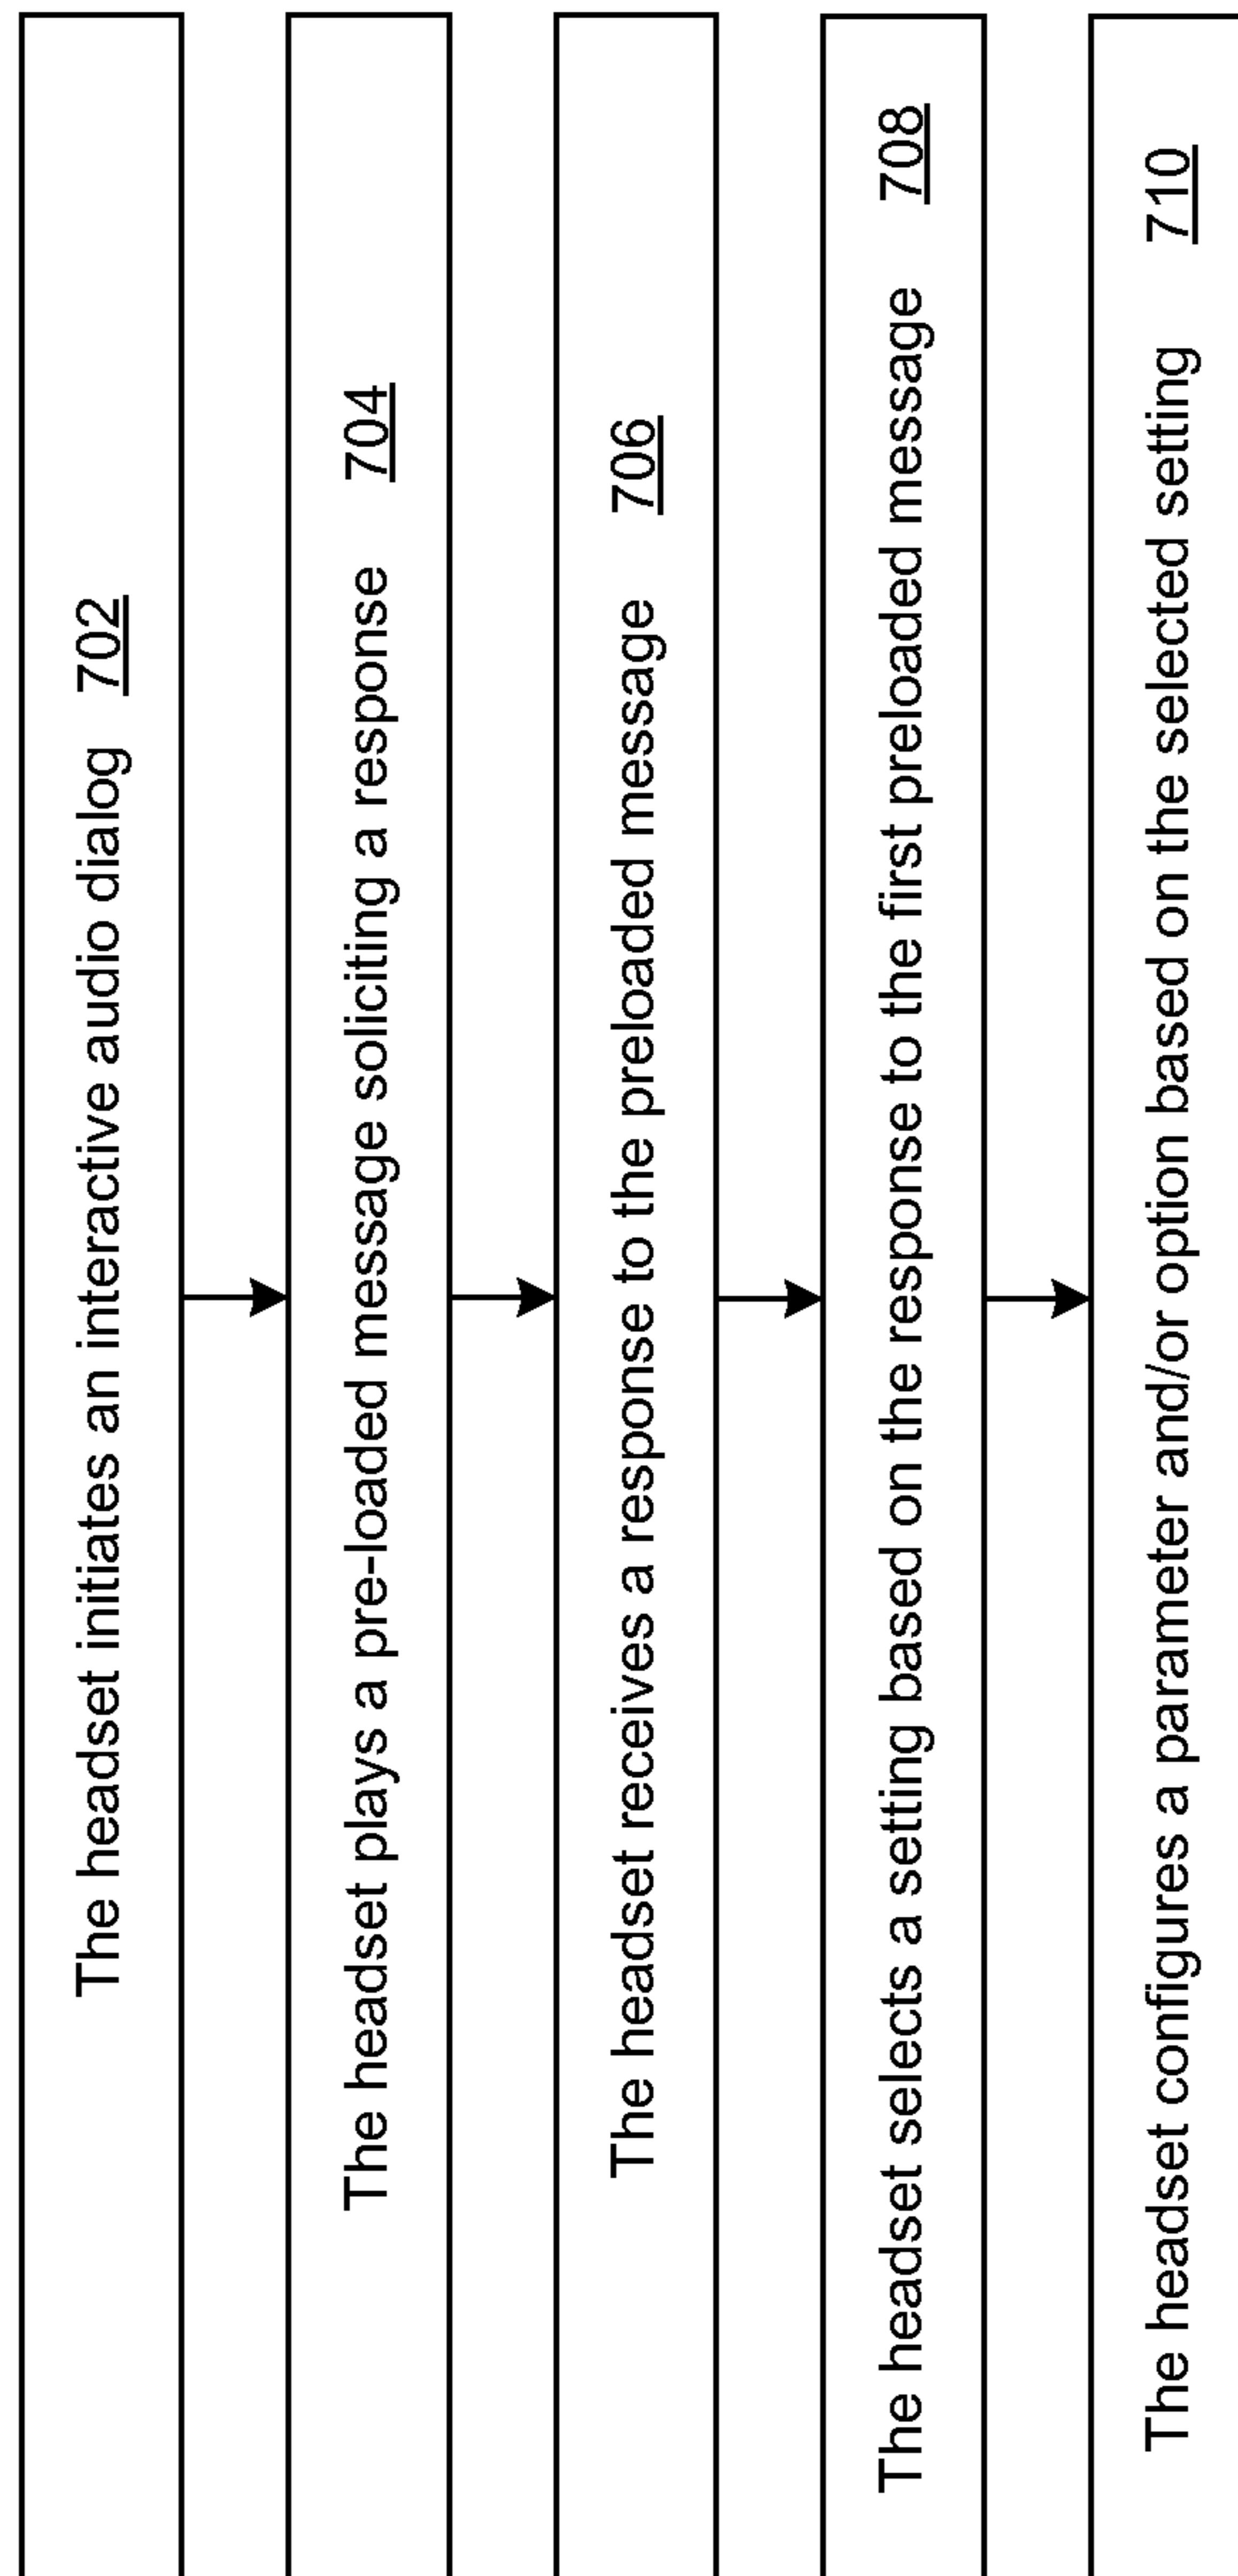 The headset initiates an interactive audio dialog 702
The headset plays a pre-loaded message soliciting a response 704
The headset receives a response to the preloaded message 706
The headset selects a setting based on the response to the first preloaded message 708
The headset configures a parameter and/or option based on the selected setting 710